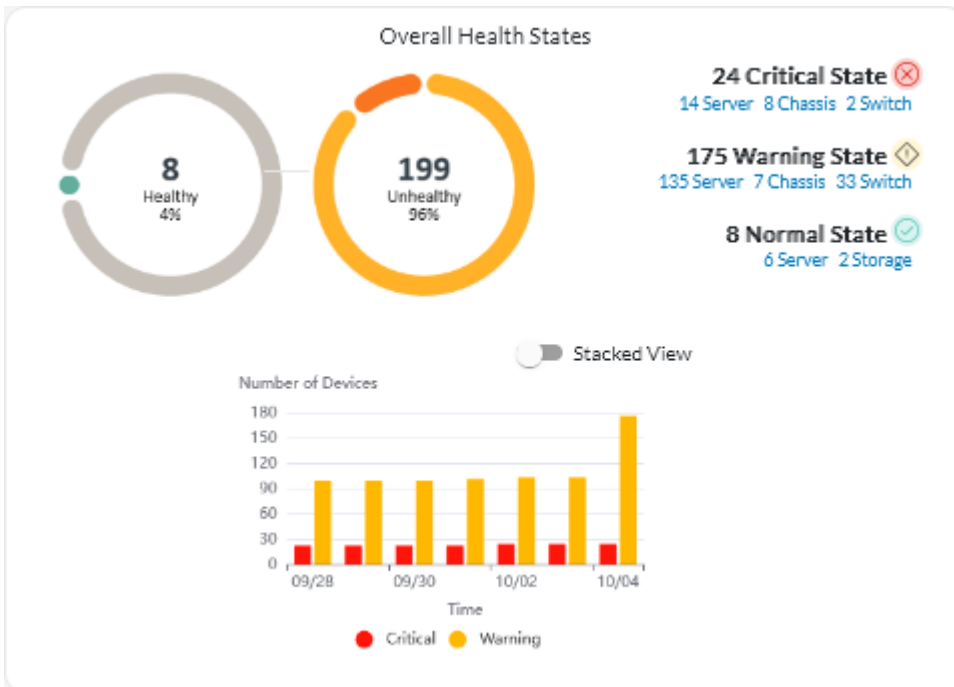 Overall Health States
8
Healthy
4%
199
Unhealthy
96%
24 Critical State
14 Server 8 Chassis 2 Switch
175 Warning State
135 Server 7 Chassis 33 Switch
8 Normal State
6 Server 2 Storage
Stacked View
Number of Devices
180
150
120
90
60
30
0
09/28 09/30 10/02 10/04
Time
Critical Warning